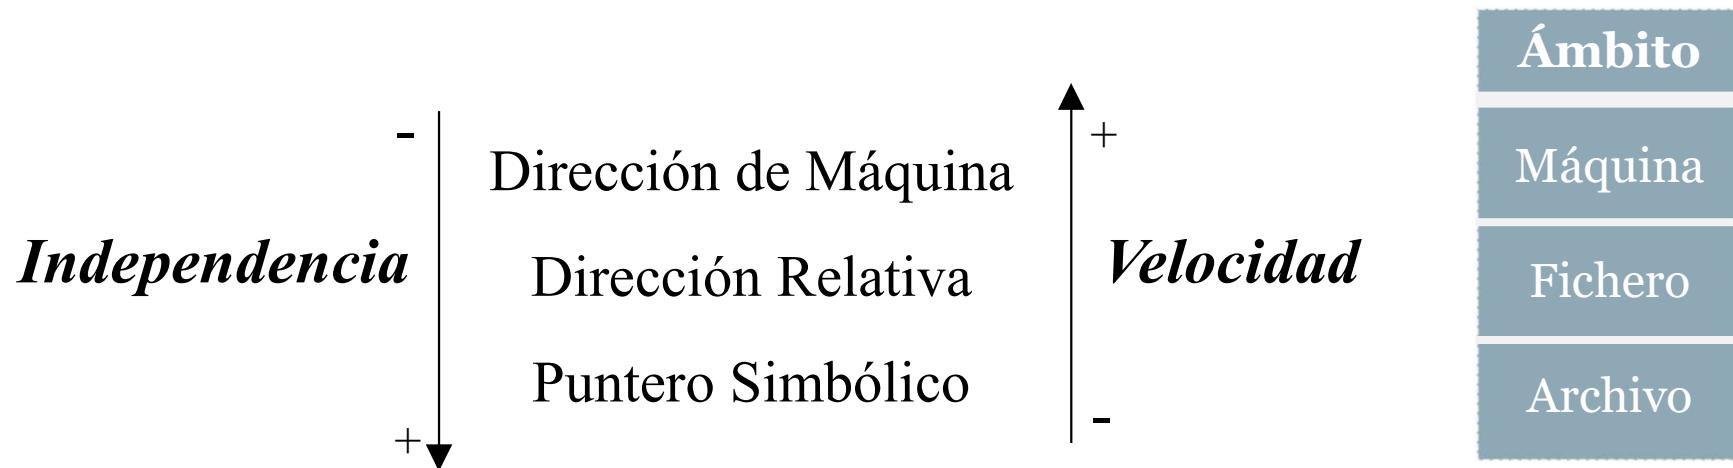 Ámbito
-
+
Dirección de Máquina
Máquina
Independencia
Dirección Relativa
Velocidad
Fichero
Puntero Simbólico
Archivo
+
-